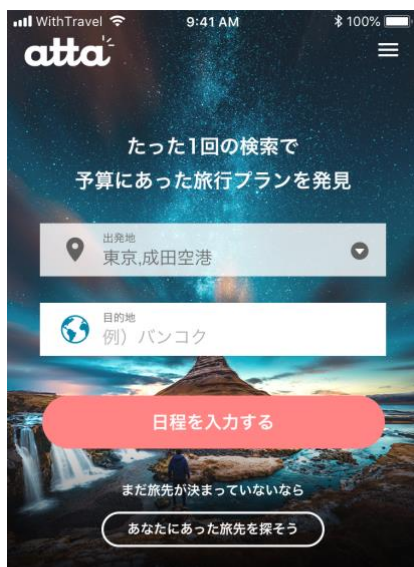 WithTravel 9:41 AM 100%
atta
たった1回の検索で
予算にあった旅行プランを発見
出発地
東京,成田空港
目的地
例）バンコク
日程を入力する
まだ旅先が決まっていないなら
あなたにあった旅先を探そう